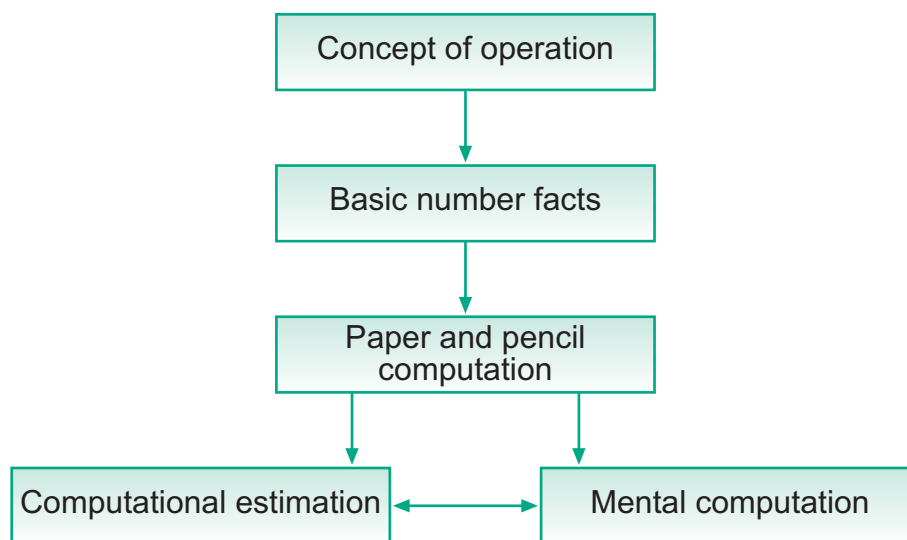 Concept of operation
Basic number facts
Paper and pencil
computation
Computational estimation
Mental computation